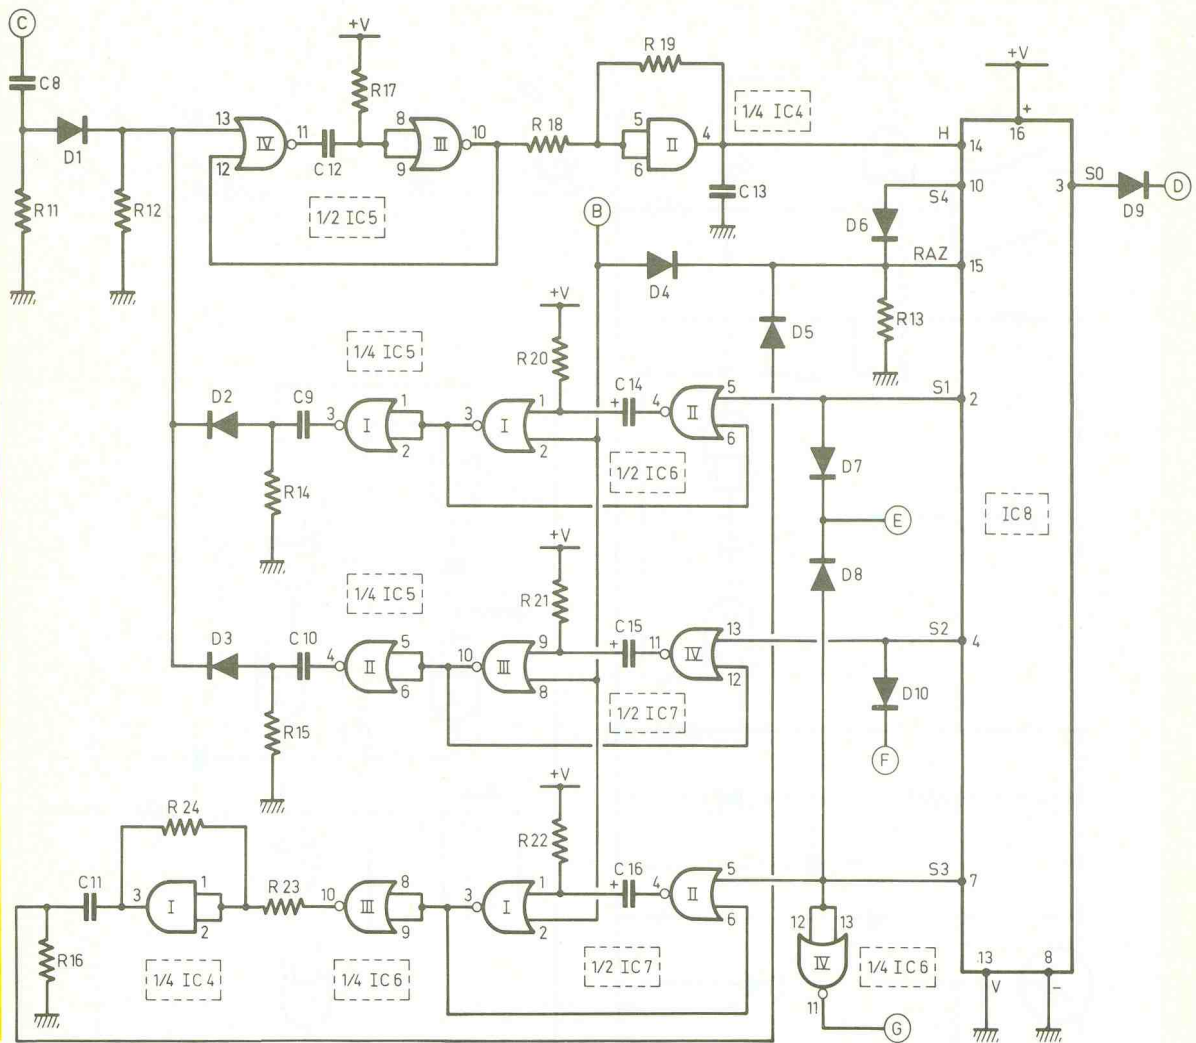 C
+V
C8
R17
R 19
R 18
+V
D1
13
IV
11
12
C12
8
III
10
9
5
II
4
6
1/4 IC4
H
14
16
+
C13
10
S4
3
S0
D9
D
R11
R12
1/2 IC5
B
D6
RAZ
15
D4
R13
+V
D5
1/4 IC5
R20
D2
C9
3
I
1
2
3
I
1
2
+
C14
4
II
5
6
S1
2
R14
1/2 IC6
D7
E
IC8
+V
D8
1/4 IC5
R21
D3
C10
4
II
5
6
10
III
9
8
+
C15
11
IV
13
12
S2
4
R15
1/2 IC7
D10
F
+V
R 24
R22
C11
3
I
1
2
R 23
10
III
8
9
3
I
1
2
+
C16
4
II
5
6
S3
7
R16
12
13
IV
11
1/4 IC4
1/4 IC6
1/2 IC7
1/4 IC6
13
V
8
–
G